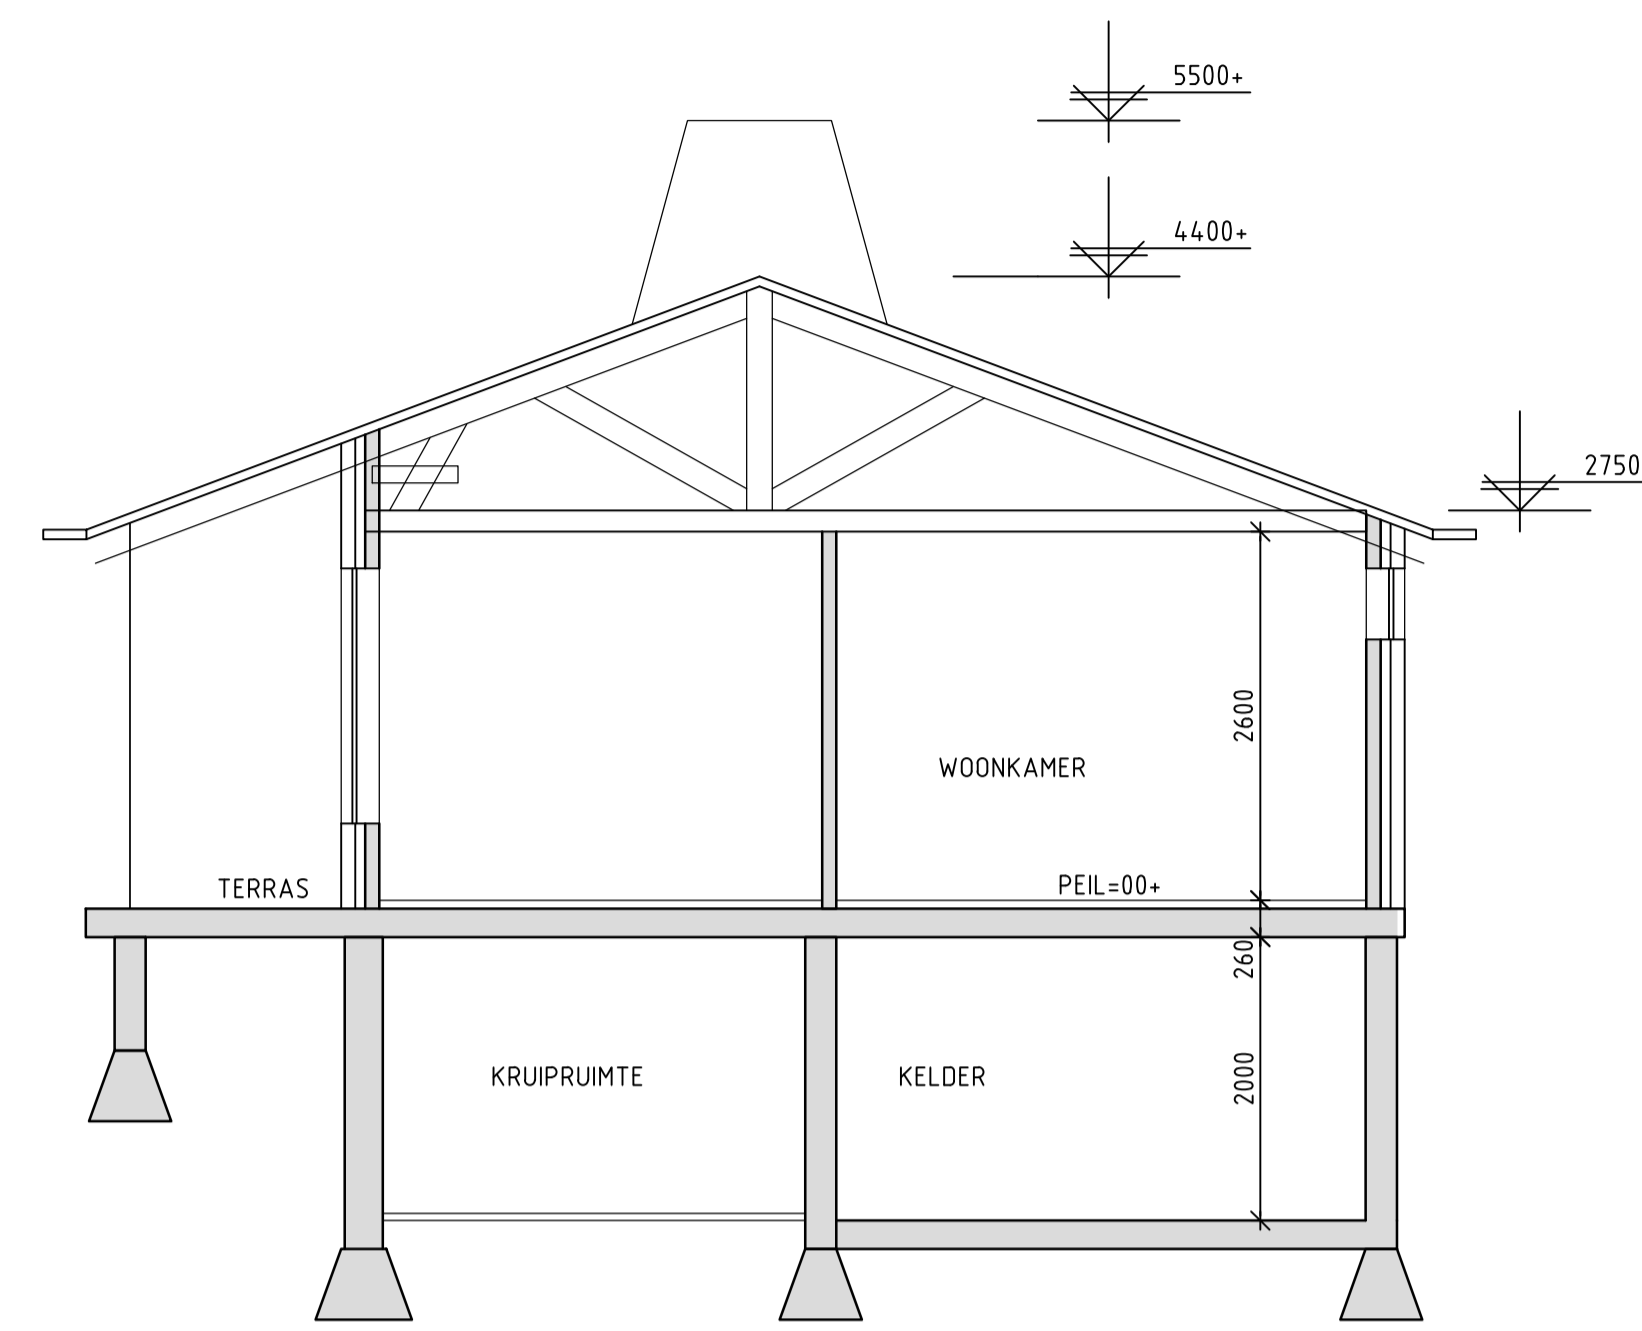 5500+
4400+
2750
2600
WOONKAMER
TERRAS
PEIL=00+
260
KRUIPRUIMTE
KELDER
2000